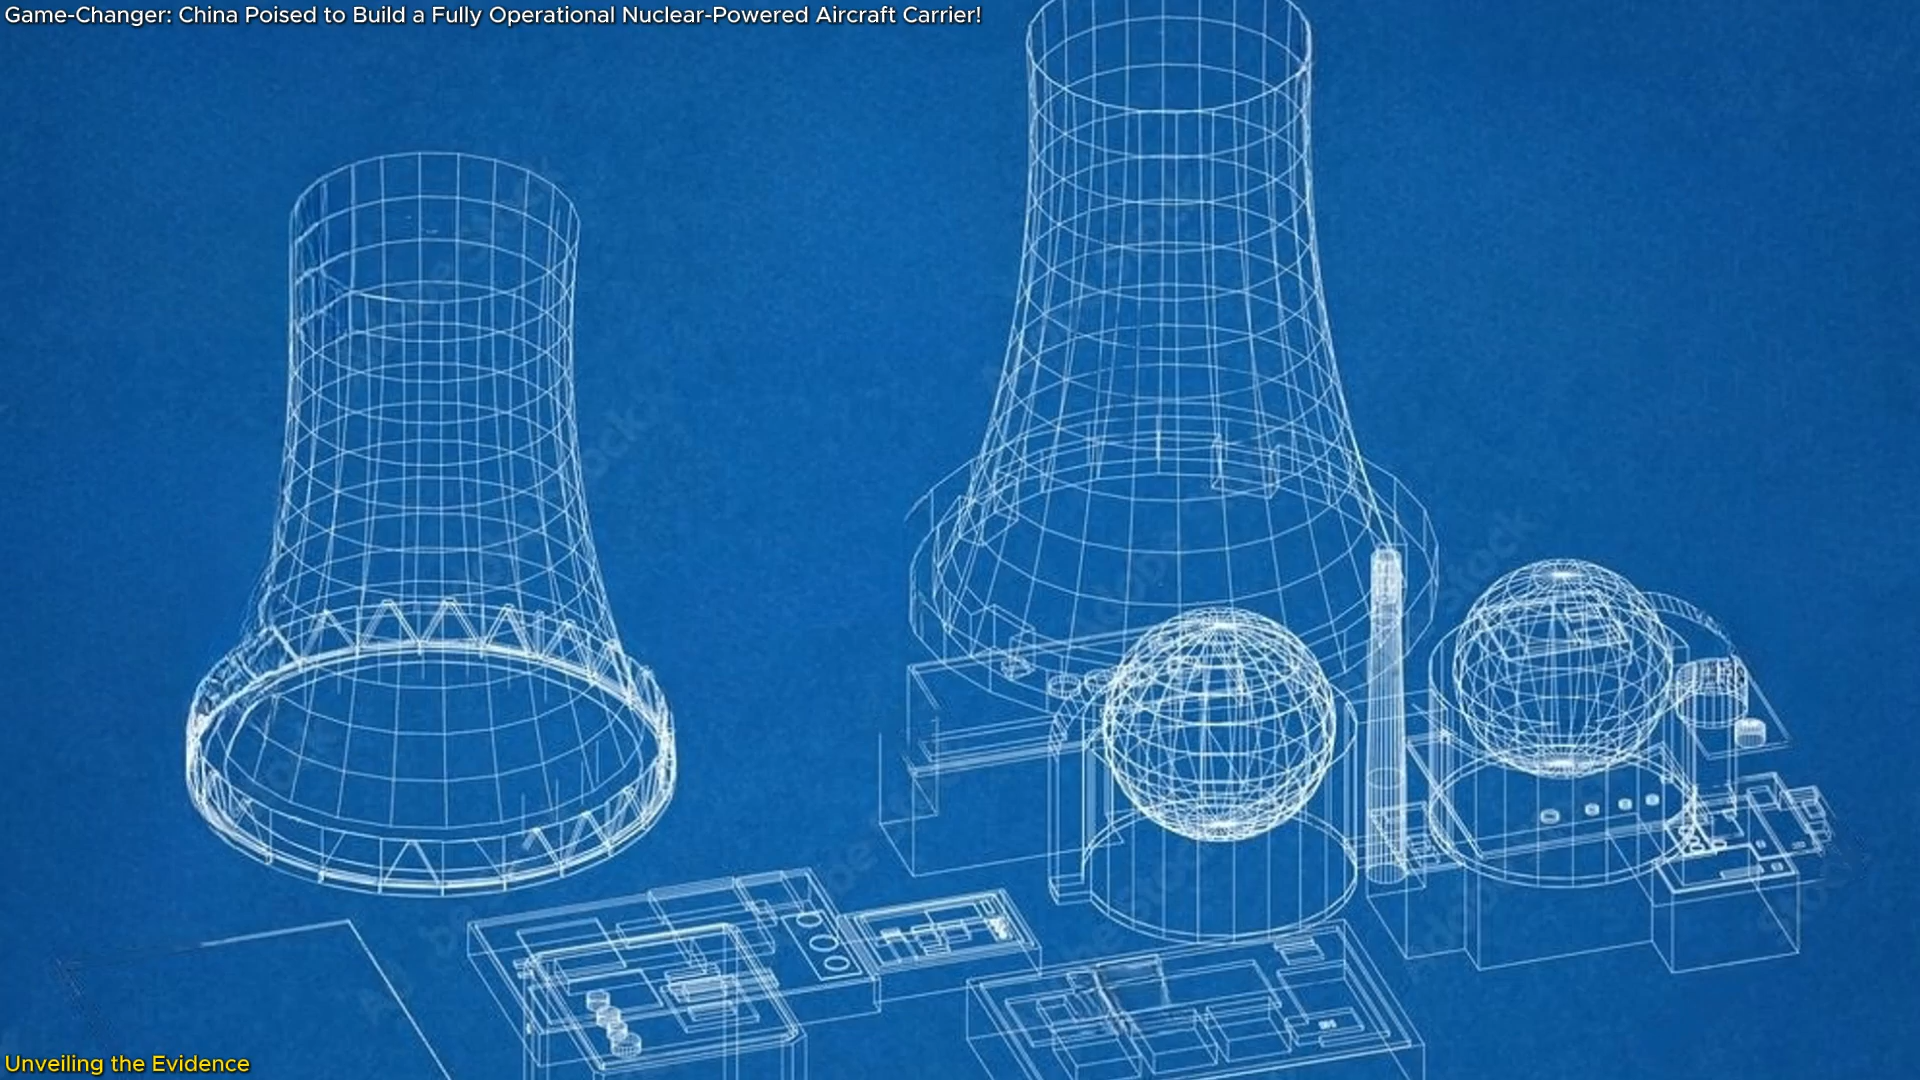 Game-Changer: China Poised to Build a Fully Operational Nuclear-Powered Aircraft Carrier!
Unveiling the Evidence